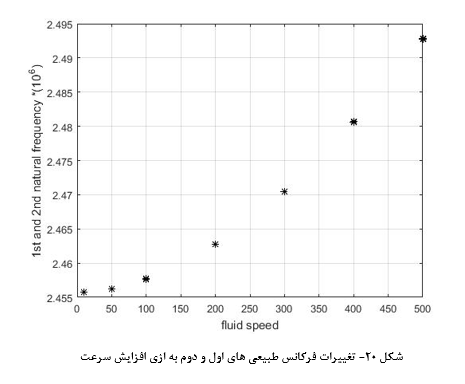 2.495
2.49
2.485
2.48
2.475
2.47
2.465
2.46
2.455
1st and 2nd natural frequency *(10^6)
0 50 100 150 200 250 300 350 400 450 500
fluid speed
شکل ۲۰- تغییرات فرکانس طبیعی های اول و دوم به ازی افزایش سرعت